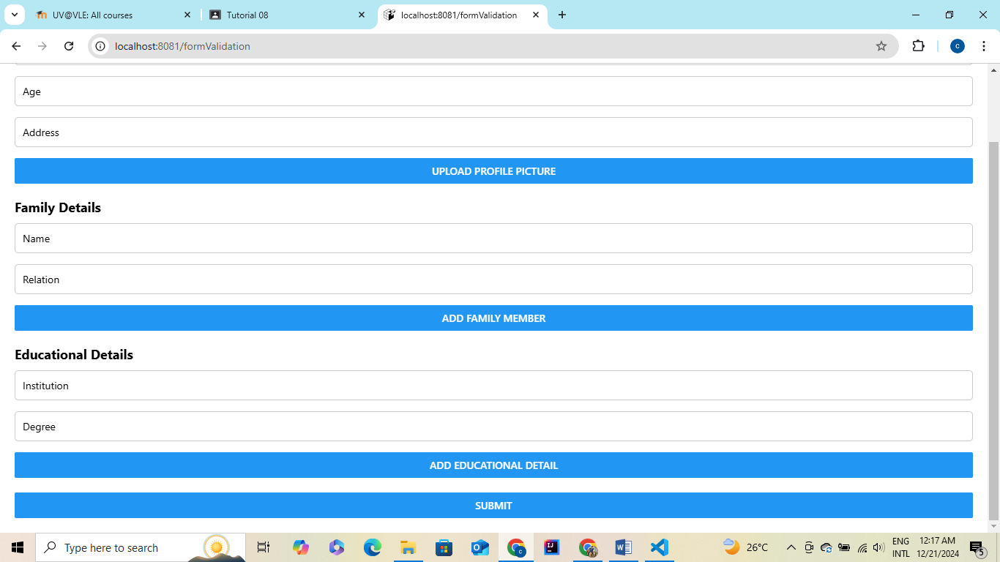 UV@VLE: All courses
Tutorial 08
localhost:8081/formValidation
localhost:8081/formValidation
c
Age
Address
UPLOAD PROFILE PICTURE
Family Details
Name
Relation
ADD FAMILY MEMBER
Educational Details
Institution
Degree
ADD EDUCATIONAL DETAIL
SUBMIT
Type here to search
26°C
ENG
INTL
12:17 AM
12/21/2024
5